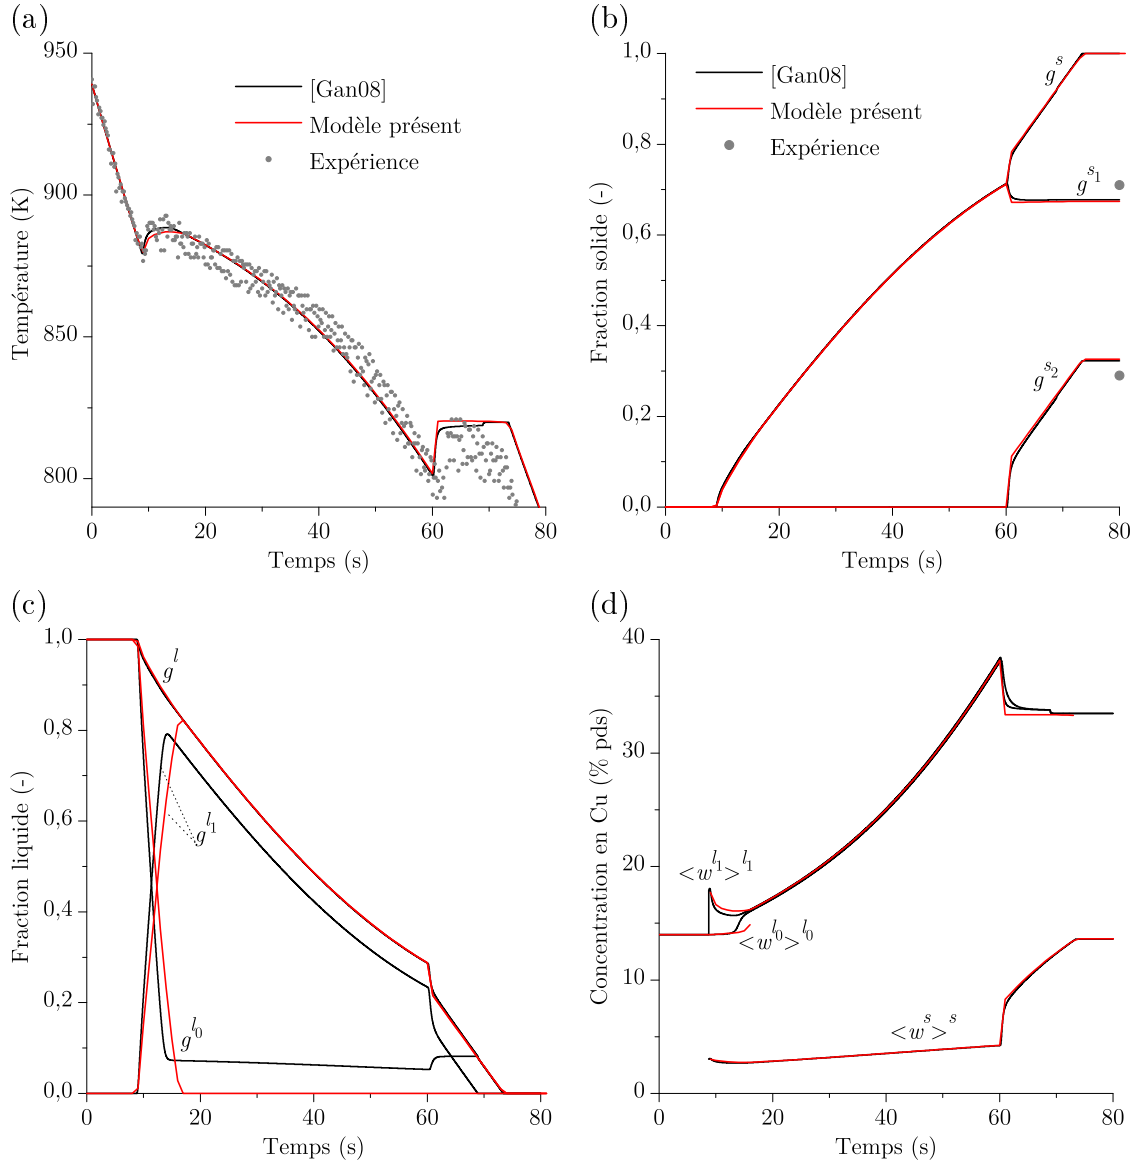 (a)
950
900
850
800
0
20
40
60
80
Température (K)
Temps (s)
[Gan08]
Modèle présent
Expérience
(b)
1,0
0,8
0,6
0,4
0,2
0,0
0
20
40
60
80
Fraction solide (-)
Temps (s)
[Gan08]
Modèle présent
Expérience
g^s
g^s1
g^s2
(c)
1,0
0,8
0,6
0,4
0,2
0,0
0
20
40
60
80
Fraction liquide (-)
Temps (s)
g^l
g^l1
g^l0
(d)
40
30
20
10
0
0
20
40
60
80
Concentration en Cu (% pds)
Temps (s)
<w^l1>^l1
<w^l0>^l0
<w^s>^s